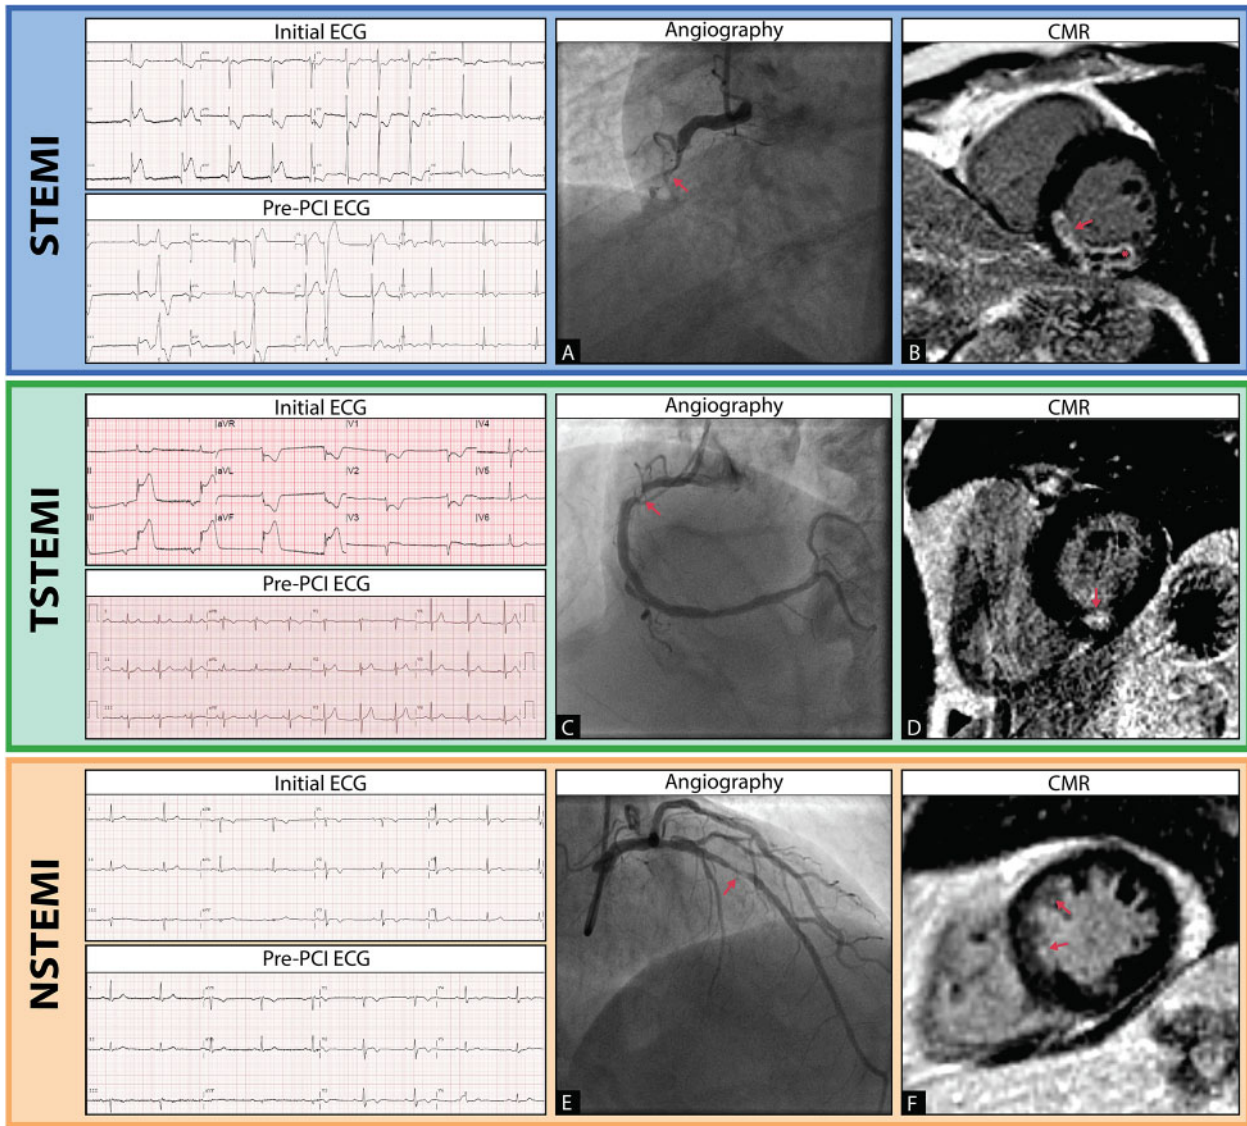 STEMI
Initial ECG
Pre-PCI ECG
Angiography
A
CMR
B
TSTEMI
Initial ECG
I
aVR
V1
V4
II
aVL
V2
V5
III
aVF
V3
V6
Pre-PCI ECG
Angiography
C
CMR
D
NSTEMI
Initial ECG
Pre-PCI ECG
Angiography
E
CMR
F